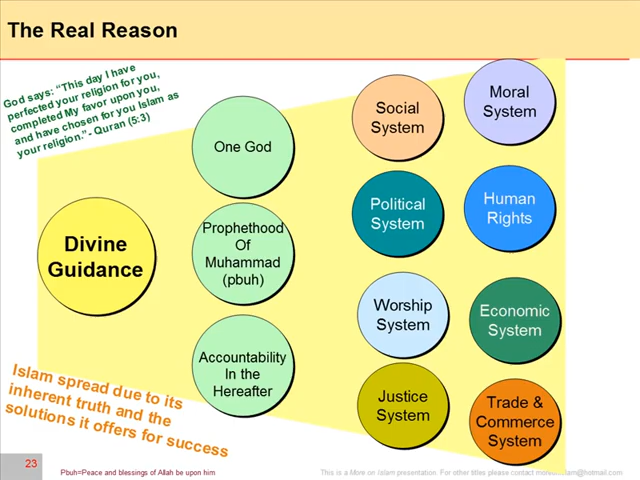 The Real Reason
God says: “This day I have
perfected your religion for you,
completed My favor upon you,
and have chosen for you Islam as
your religion.”- Quran (5:3)
One God
Social
System
Moral
System
Divine
Guidance
Prophethood
Of
Muhammad
(pbuh)
Political
System
Human
Rights
Accountability
In the
Hereafter
Worship
System
Economic
System
Justice
System
Trade &
Commerce
System
Islam spread due to its
inherent truth and the
solutions it offers for success
23
Pbuh=Peace and blessings of Allah be upon him
This is a More on Islam presentation. For other titles please contact